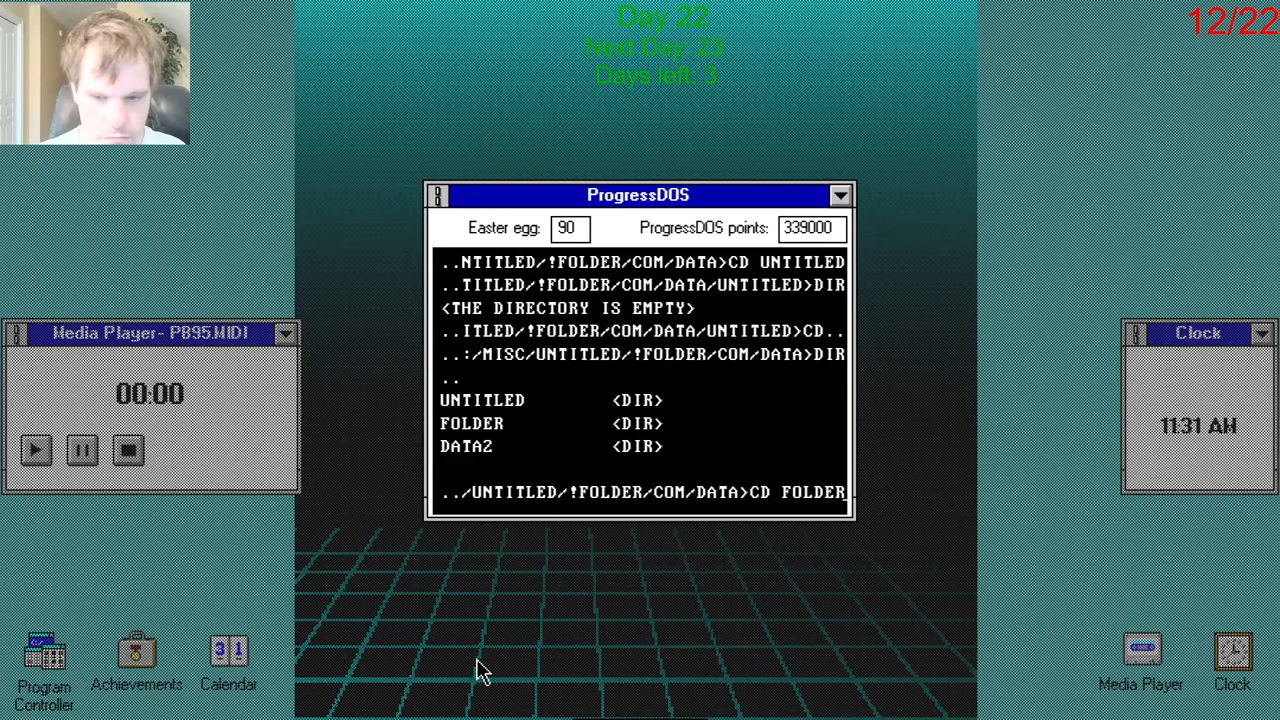 Day 22
Next Day: 23
Days left: 3
12/22
ProgressDOS
Easter egg: 90 ProgressDOS points: 339000
..NTITLED/!FOLDER/COM/DATA>CD UNTITLED
..TITLED/!FOLDER/COM/DATA/UNTITLED>DIR
<THE DIRECTORY IS EMPTY>
..ITLED/!FOLDER/COM/DATA/UNTITLED>CD..
..:/MISC/UNTITLED/!FOLDER/COM/DATA>DIR
..
UNTITLED <DIR>
FOLDER <DIR>
DATA2 <DIR>
../UNTITLED/!FOLDER/COM/DATA>CD FOLDER_
Media Player- PB95.MIDI
00:00
Clock
11:31 AM
Program Controller
Achievements
3 1
Calendar
Media Player
Clock